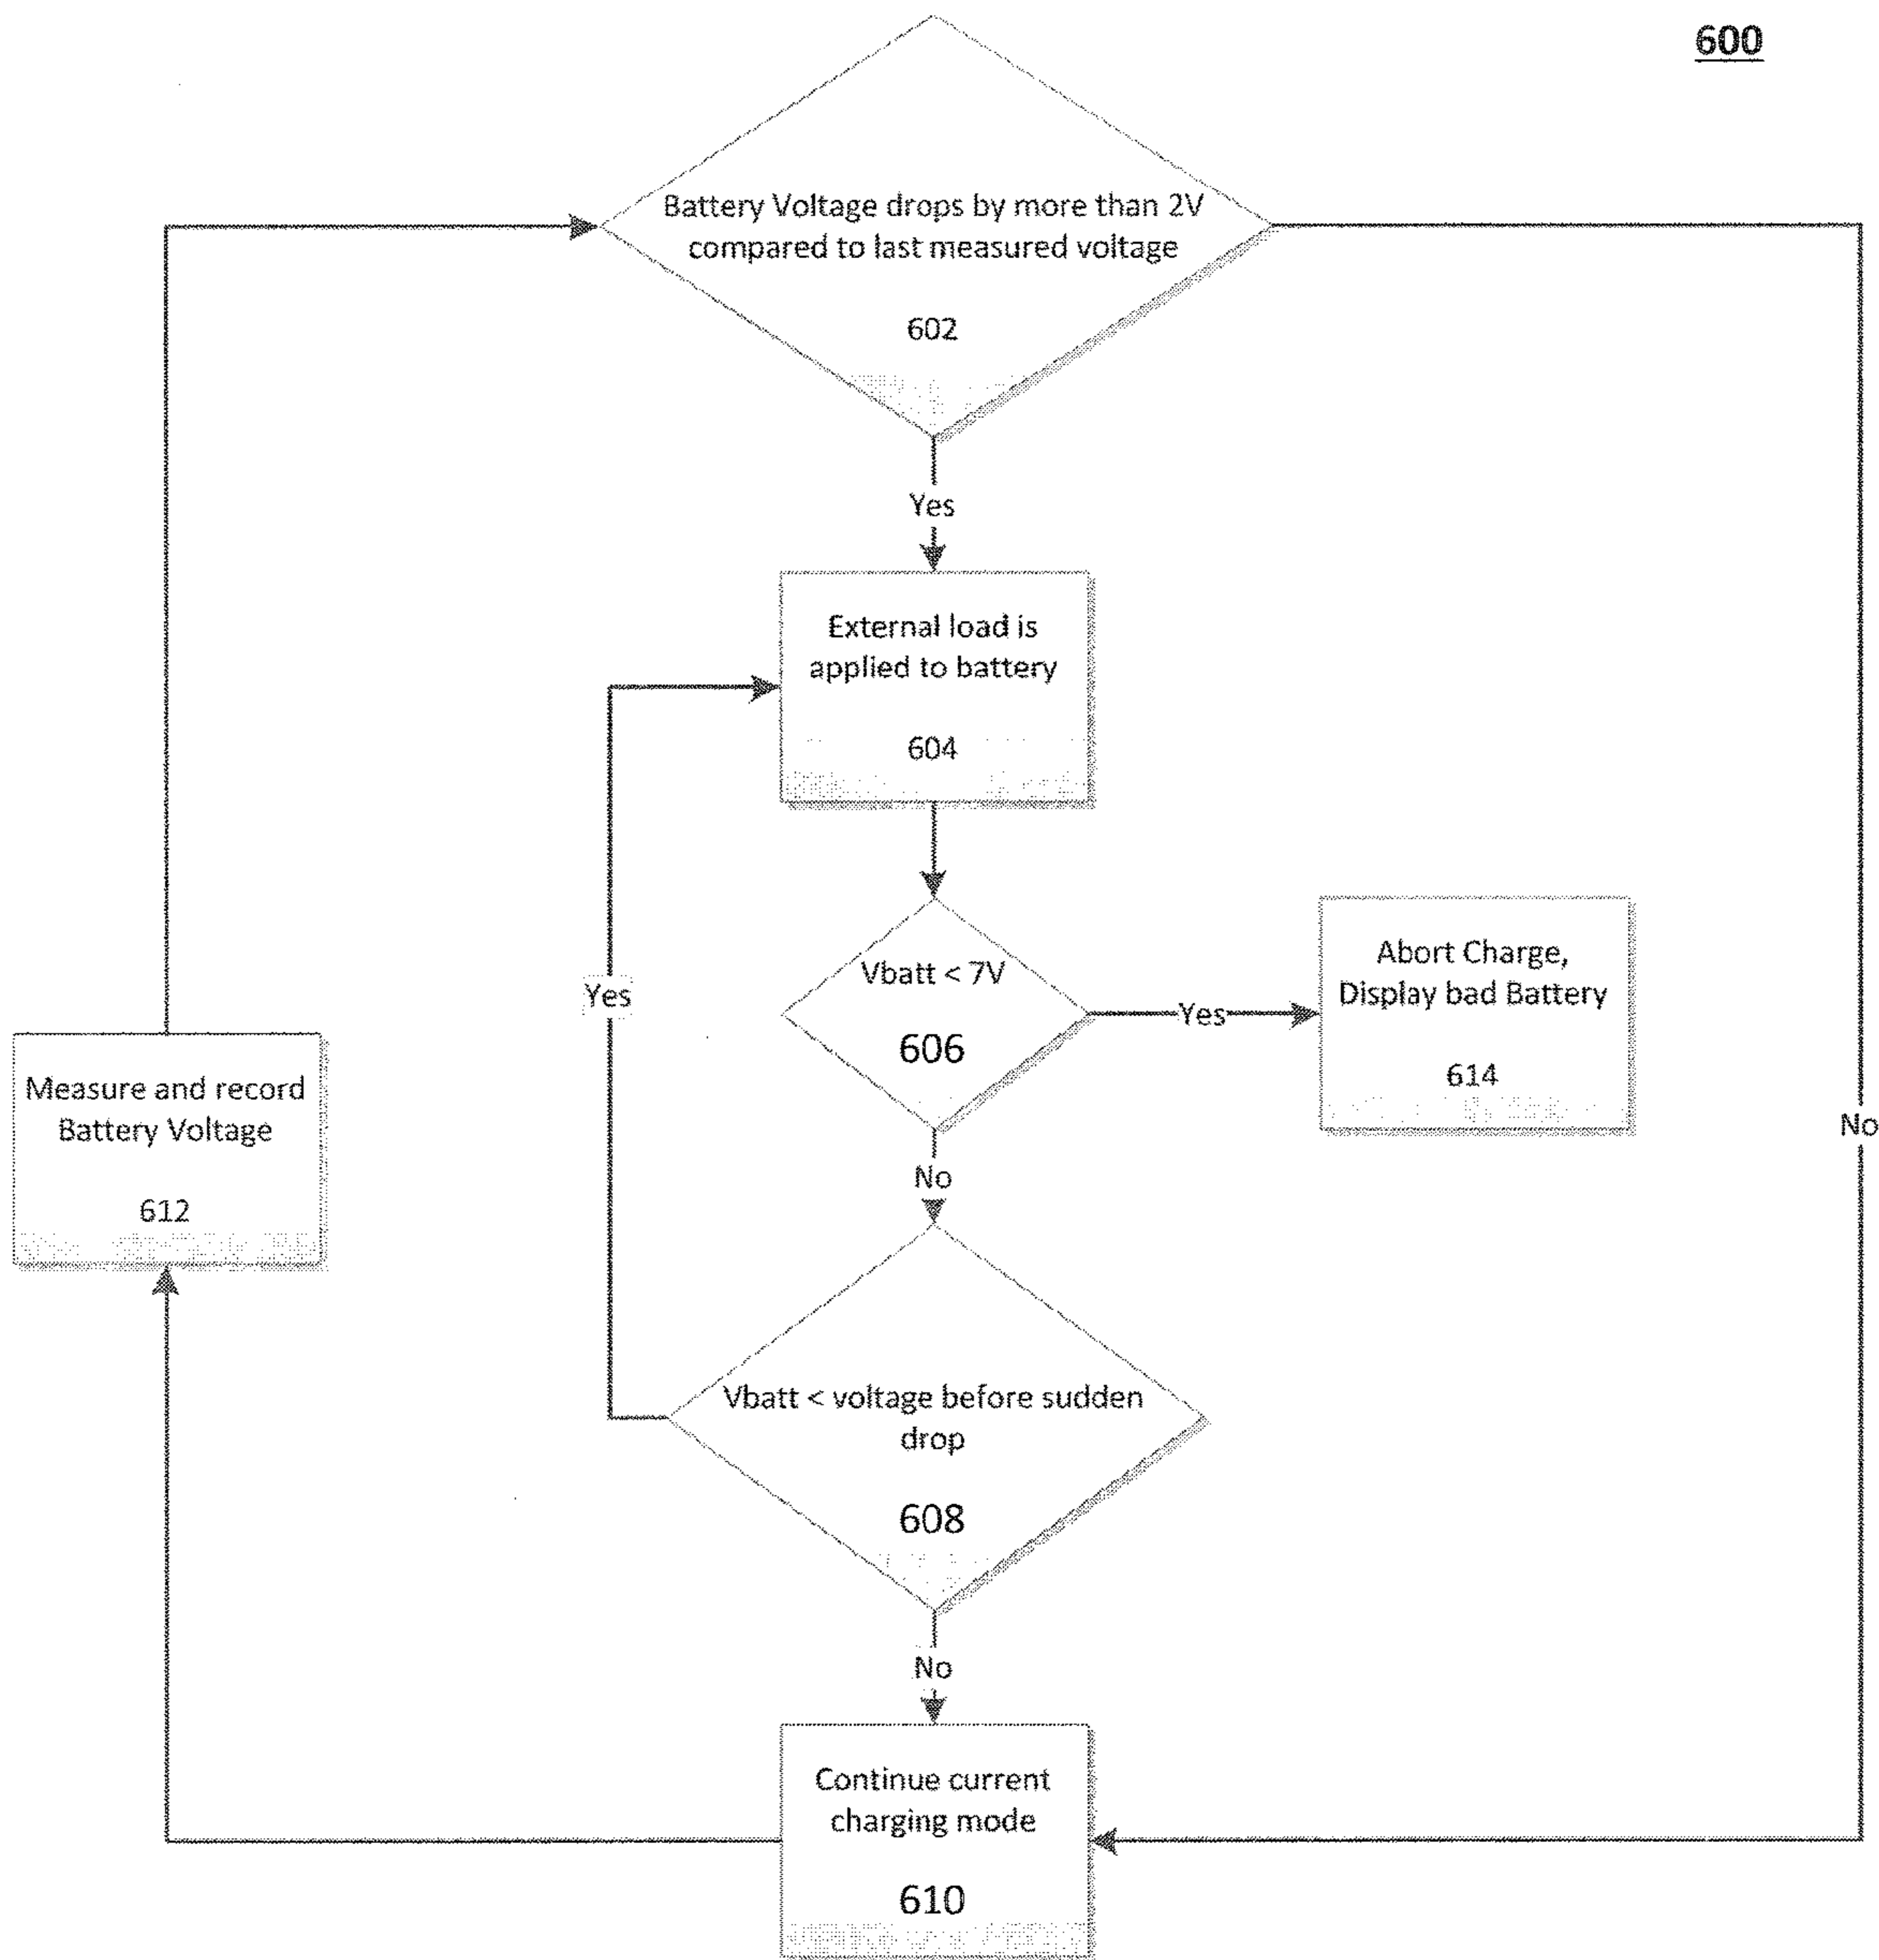 600
Battery Voltage drops by more than 2V
compared to last measured voltage
602
Yes
External load is
applied to battery
604
Vbatt < 7V
606
Yes
Abort Charge,
Display bad Battery
614
Yes
No
Measure and record
Battery Voltage
612
No
Vbatt < voltage before sudden
drop
608
No
Continue current
charging mode
610